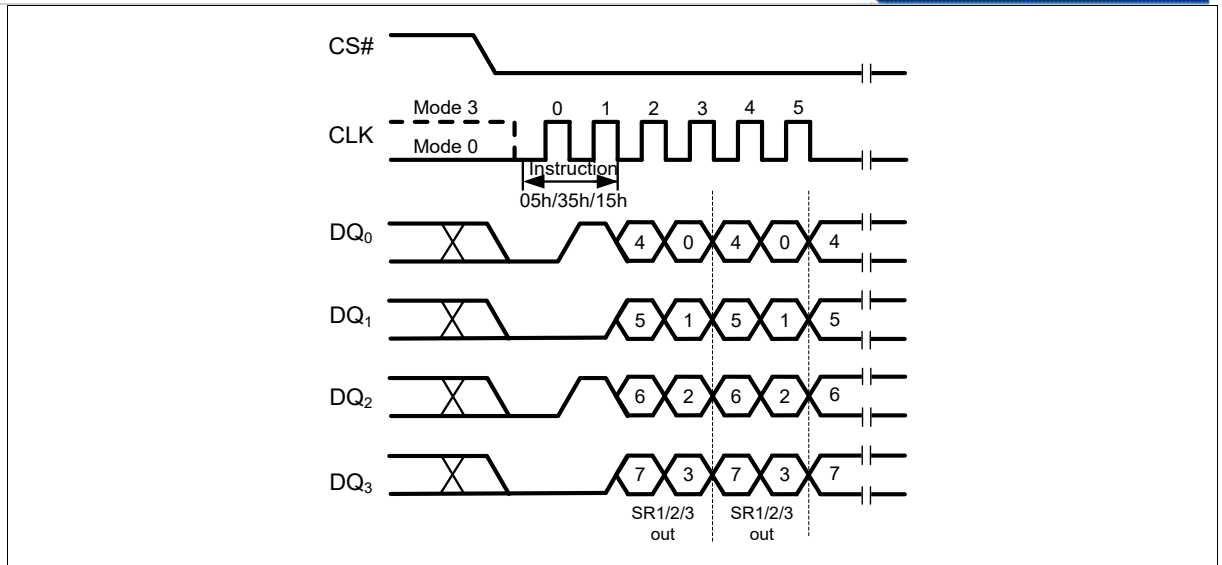 CS#
Mode 3
0 1 2 3 4 5
CLK
Mode 0
Instruction
05h/35h/15h
DQ0
4 0 4 0 4
DQ1
5 1 5 1 5
DQ2
6 2 6 2 6
DQ3
7 3 7 3 7
SR1/2/3 SR1/2/3
out out